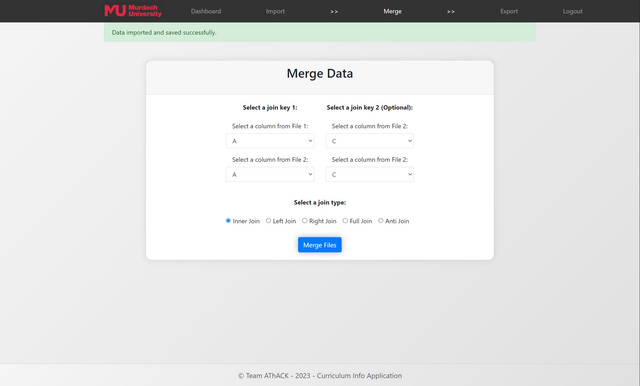 MU Murdoch University
Dashboard Import >> Merge >> Export Logout
Data imported and saved successfully.
Merge Data
Select a join key 1: Select a join key 2 (Optional):
Select a column from File 1: Select a column from File 2:
A C
Select a column from File 2: Select a column from File 2:
A C
Select a join type:
Inner Join Left Join Right Join Full Join Anti Join
Merge Files
© Team AThACK - 2023 - Curriculum Info Application